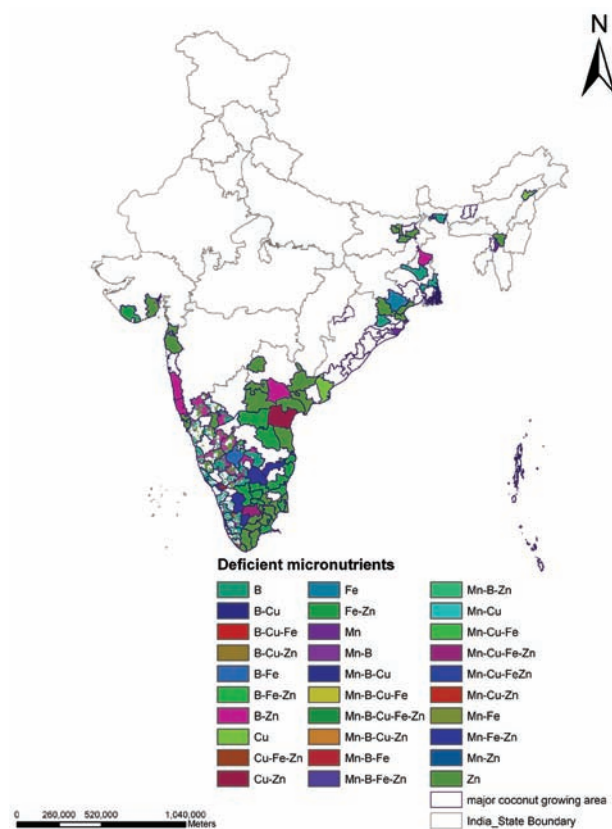 N
Deficient micronutrients
B
B-Cu
B-Cu-Fe
B-Cu-Zn
B-Fe
B-Fe-Zn
B-Zn
Cu
Cu-Fe-Zn
Cu-Zn
Fe
Fe-Zn
Mn
Mn-B
Mn-B-Cu
Mn-B-Cu-Fe
Mn-B-Cu-Fe-Zn
Mn-B-Cu-Zn
Mn-B-Fe
Mn-B-Fe-Zn
Mn-B-Zn
Mn-Cu
Mn-Cu-Fe
Mn-Cu-Fe-Zn
Mn-Cu-FeZn
Mn-Cu-Zn
Mn-Fe
Mn-Fe-Zn
Mn-Zn
Zn
major coconut growing area
India_State Boundary
0 260,000 520,000 1,040,000
Meters